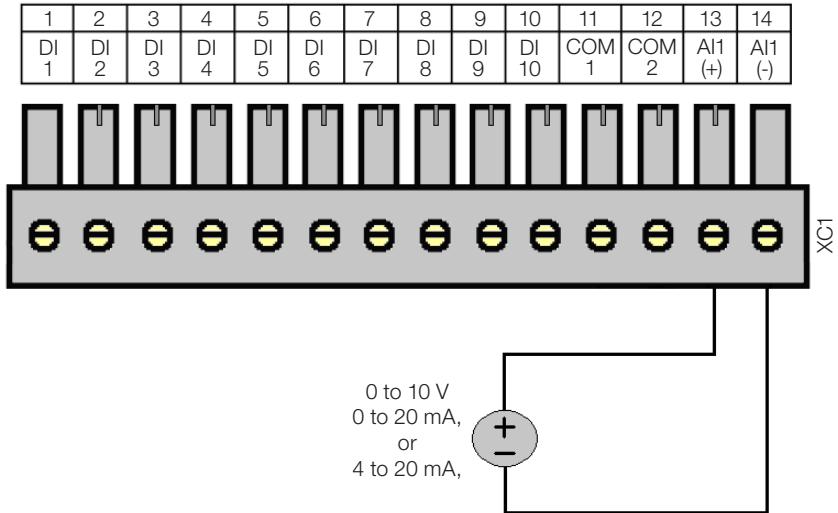 1 2 3 4 5 6 7 8 9 10 11 12 13 14
DI DI DI DI DI DI DI DI DI DI COM COM AI1 AI1
1 2 3 4 5 6 7 8 9 10 1 2 (+) (-)
XC1
0 to 10 V
0 to 20 mA,
or
4 to 20 mA,
+
−